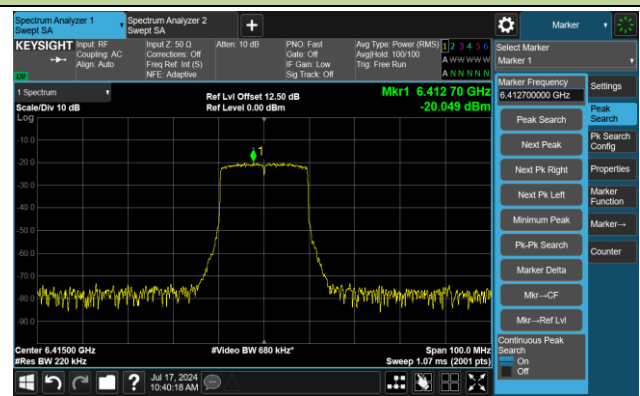 Spectrum Analyzer 1
Swept SA
Spectrum Analyzer 2
Swept SA
+
Marker
KEYSIGHT
Input: RF
Coupling: AC
Align: Auto
Input Z: 50 Ω
Corrections: Off
Freq Ref: Int (S)
NFE: Adaptive
Atten: 10 dB
PNO: Fast
Gate: Off
IF Gain: Low
Sig Track: Off
Avg Type: Power (RMS)
Avg|Hold: 100/100
Trig: Free Run
1 2 3 4 5 6
A W W W W W
A N N N N N
LV
Select Marker
Marker 1
1 Spectrum
Scale/Div 10 dB
Log
Ref Lvl Offset 12.50 dB
Ref Level 0.00 dBm
Mkr1 6.412 70 GHz
-20.049 dBm
1
-10.0
-20.0
-30.0
-40.0
-50.0
-60.0
-70.0
-80.0
-90.0
Center 6.41500 GHz
#Res BW 220 kHz
#Video BW 680 kHz*
Span 100.0 MHz
Sweep 1.07 ms (2001 pts)
Marker Frequency
6.412700000 GHz
Peak Search
Next Peak
Next Pk Right
Next Pk Left
Minimum Peak
Pk-Pk Search
Marker Delta
Mkr→CF
Mkr→Ref Lvl
Continuous Peak
Search
On
Off
Settings
Peak
Search
Pk Search
Config
Properties
Marker
Function
Marker→
Counter
Jul 17, 2024
10:40:18 AM